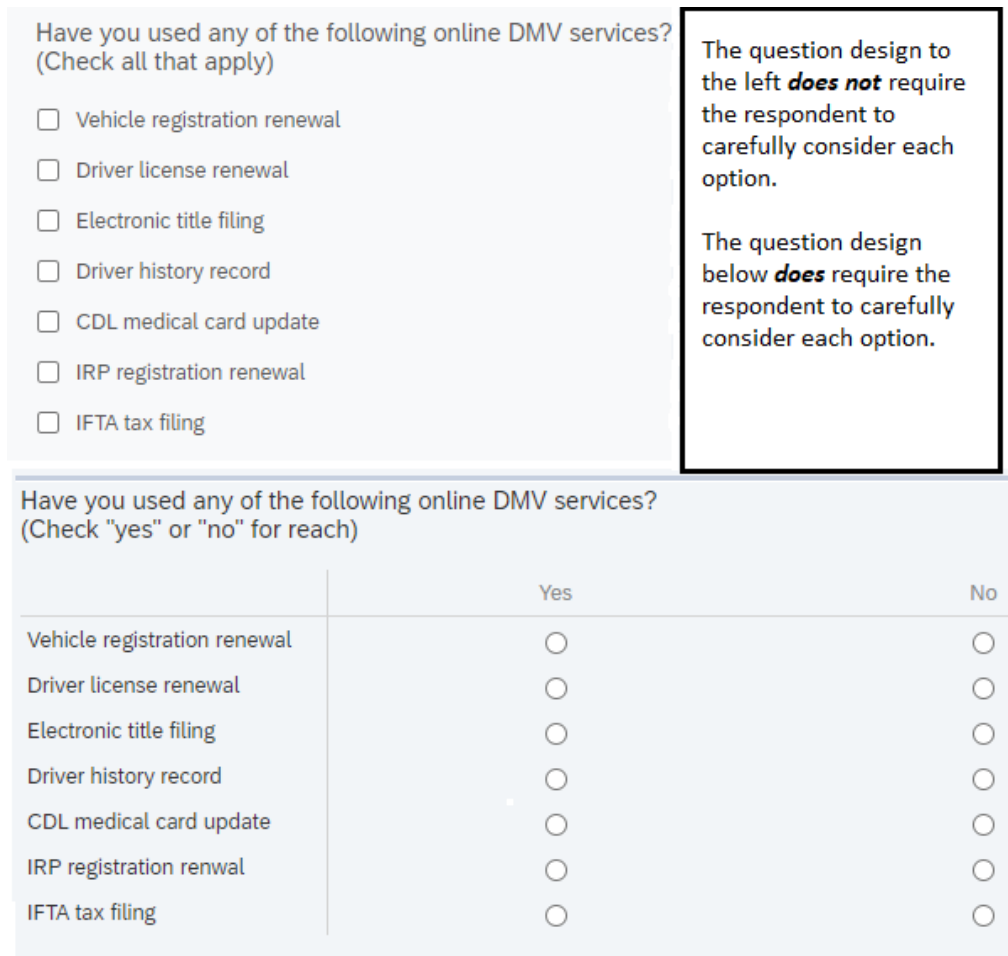 Have you used any of the following online DMV services?
(Check all that apply)
Vehicle registration renewal
Driver license renewal
Electronic title filing
Driver history record
CDL medical card update
IRP registration renewal
IFTA tax filing
The question design to
the left does not require
the respondent to
carefully consider each
option.
The question design
below does require the
respondent to carefully
consider each option.
Have you used any of the following online DMV services?
(Check "yes" or "no" for reach)
Yes No
Vehicle registration renewal
Driver license renewal
Electronic title filing
Driver history record
CDL medical card update
IRP registration renwal
IFTA tax filing